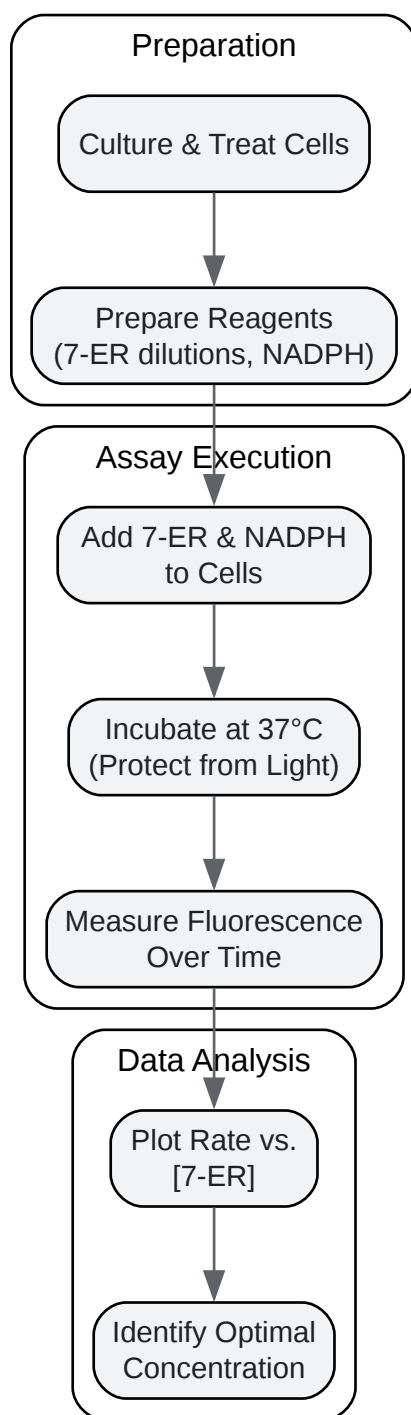 Preparation
Culture & Treat Cells
Prepare Reagents
(7-ER dilutions, NADPH)
Assay Execution
Add 7-ER & NADPH
to Cells
Incubate at 37°C
(Protect from Light)
Measure Fluorescence
Over Time
Data Analysis
Plot Rate vs.
[7-ER]
Identify Optimal
Concentration